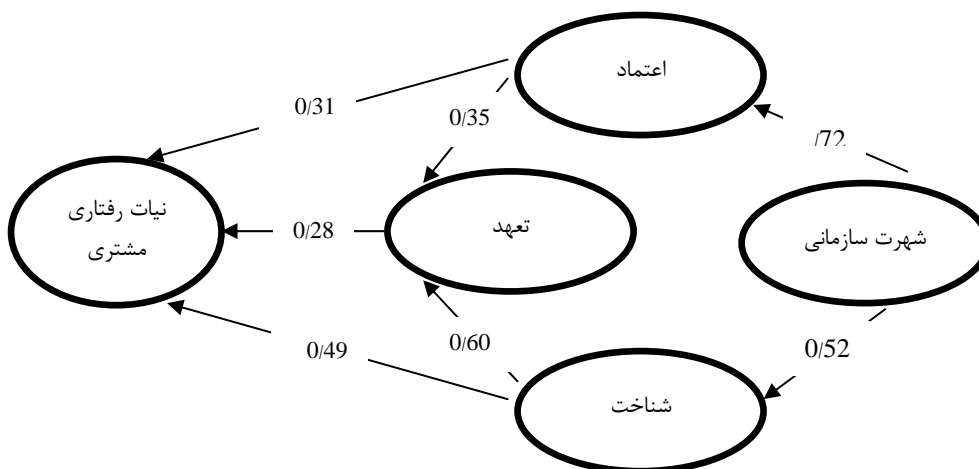 اعتماد
0/31
0/35
/72
نیات رفتاری
مشتری
0/28
تعهد
شهرت سازمانی
0/49
0/60
0/52
شناخت